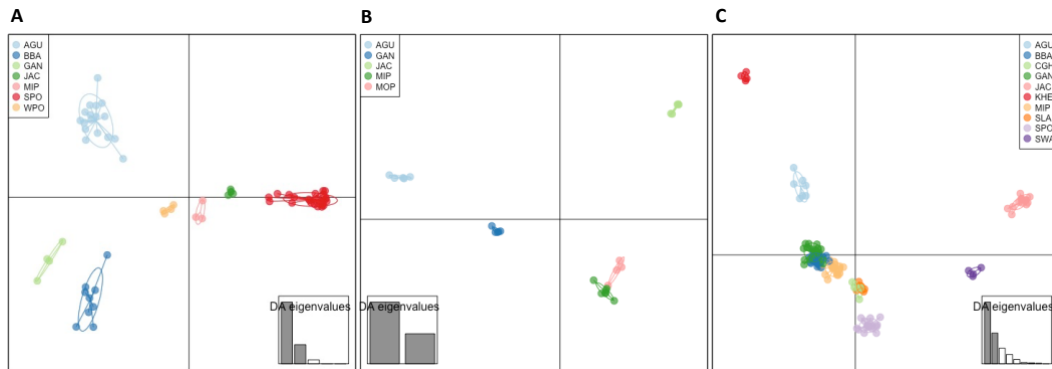 A
AGU
BBA
GAN
JAC
MIP
SPO
WPO
DA eigenvalues
B
AGU
GAN
JAC
MIP
MOP
DA eigenvalues
C
AGU
BBA
CGH
GAN
JAC
KHE
MIP
SLA
SPO
SWA
DA eigenvalues